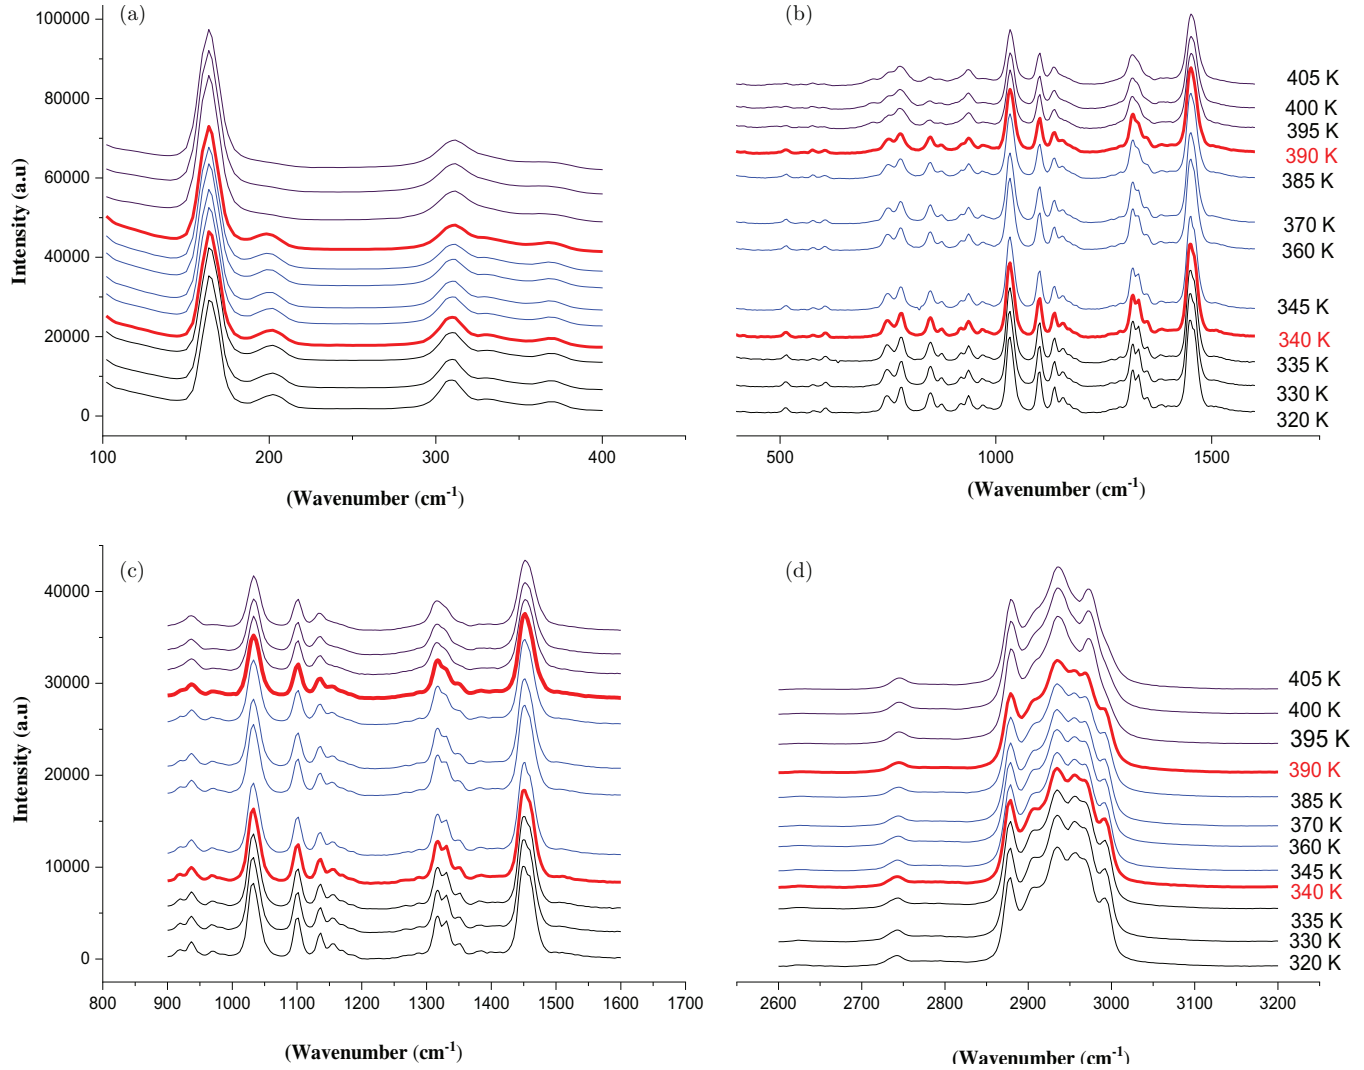 (a)
100000
80000
60000
40000
20000
0
Intensity (a.u)
100 200 300 400
(Wavenumber (cm-1)
(b)
405 K
400 K
395 K
390 K
385 K
370 K
360 K
345 K
340 K
335 K
330 K
320 K
500 1000 1500
(Wavenumber (cm-1)
(c)
40000
30000
20000
10000
0
Intensity (a.u)
800 900 1000 1100 1200 1300 1400 1500 1600 1700
(Wavenumber (cm-1)
(d)
405 K
400 K
395 K
390 K
385 K
370 K
360 K
345 K
340 K
335 K
330 K
320 K
2600 2700 2800 2900 3000 3100 3200
(Wavenumber (cm-1)